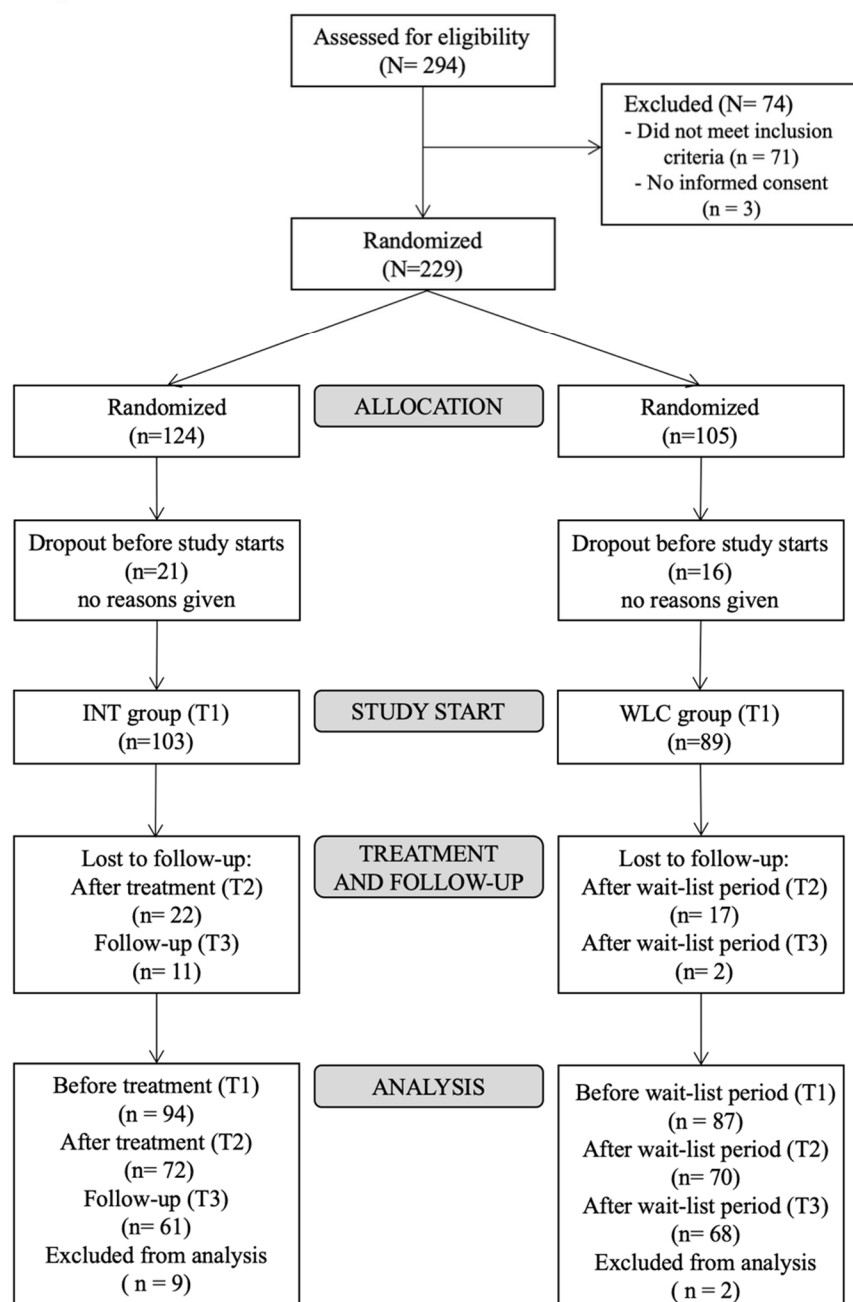 Assessed for eligibility
(N= 294)
Excluded (N= 74)
- Did not meet inclusion
criteria (n = 71)
- No informed consent
(n = 3)
Randomized
(N=229)
Randomized
(n=124)
ALLOCATION
Randomized
(n=105)
Dropout before study starts
(n=21)
no reasons given
Dropout before study starts
(n=16)
no reasons given
INT group (T1)
(n=103)
STUDY START
WLC group (T1)
(n=89)
Lost to follow-up:
After treatment (T2)
(n= 22)
Follow-up (T3)
(n= 11)
TREATMENT
AND FOLLOW-UP
Lost to follow-up:
After wait-list period (T2)
(n= 17)
After wait-list period (T3)
(n= 2)
Before treatment (T1)
(n = 94)
After treatment (T2)
(n= 72)
Follow-up (T3)
(n= 61)
Excluded from analysis
( n = 9)
ANALYSIS
Before wait-list period (T1)
(n = 87)
After wait-list period (T2)
(n= 70)
After wait-list period (T3)
(n= 68)
Excluded from analysis
( n = 2)